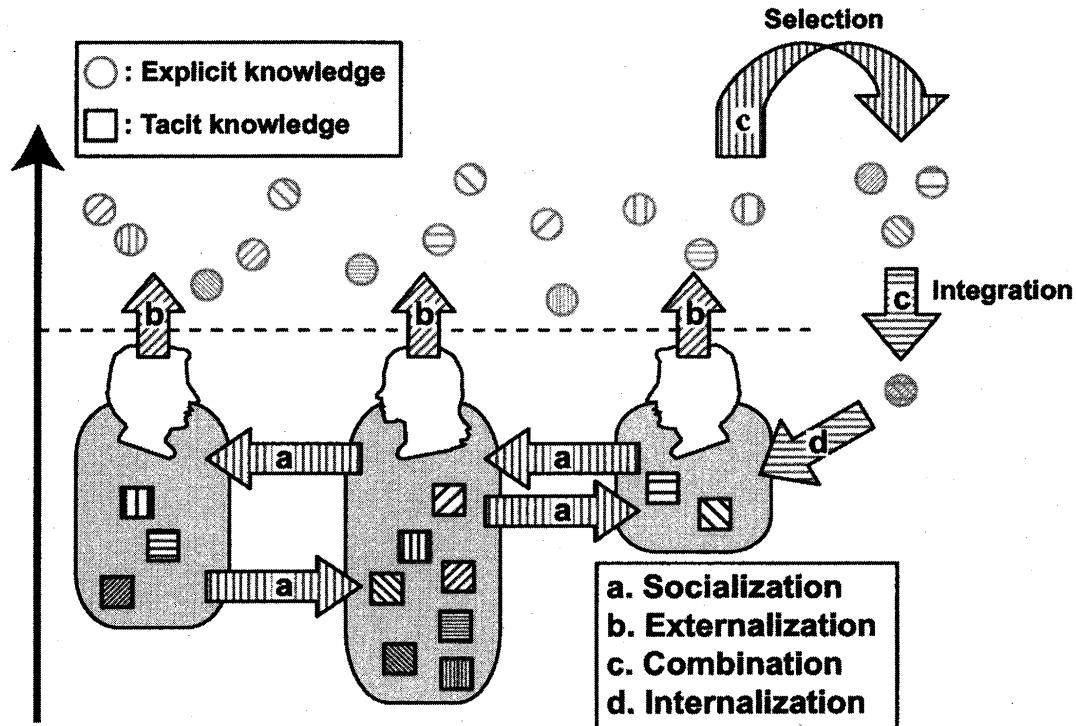 Selection
: Explicit knowledge
: Tacit knowledge
c
b
b
b
c
Integration
a
a
d
a
a
a. Socialization
b. Externalization
c. Combination
d. Internalization